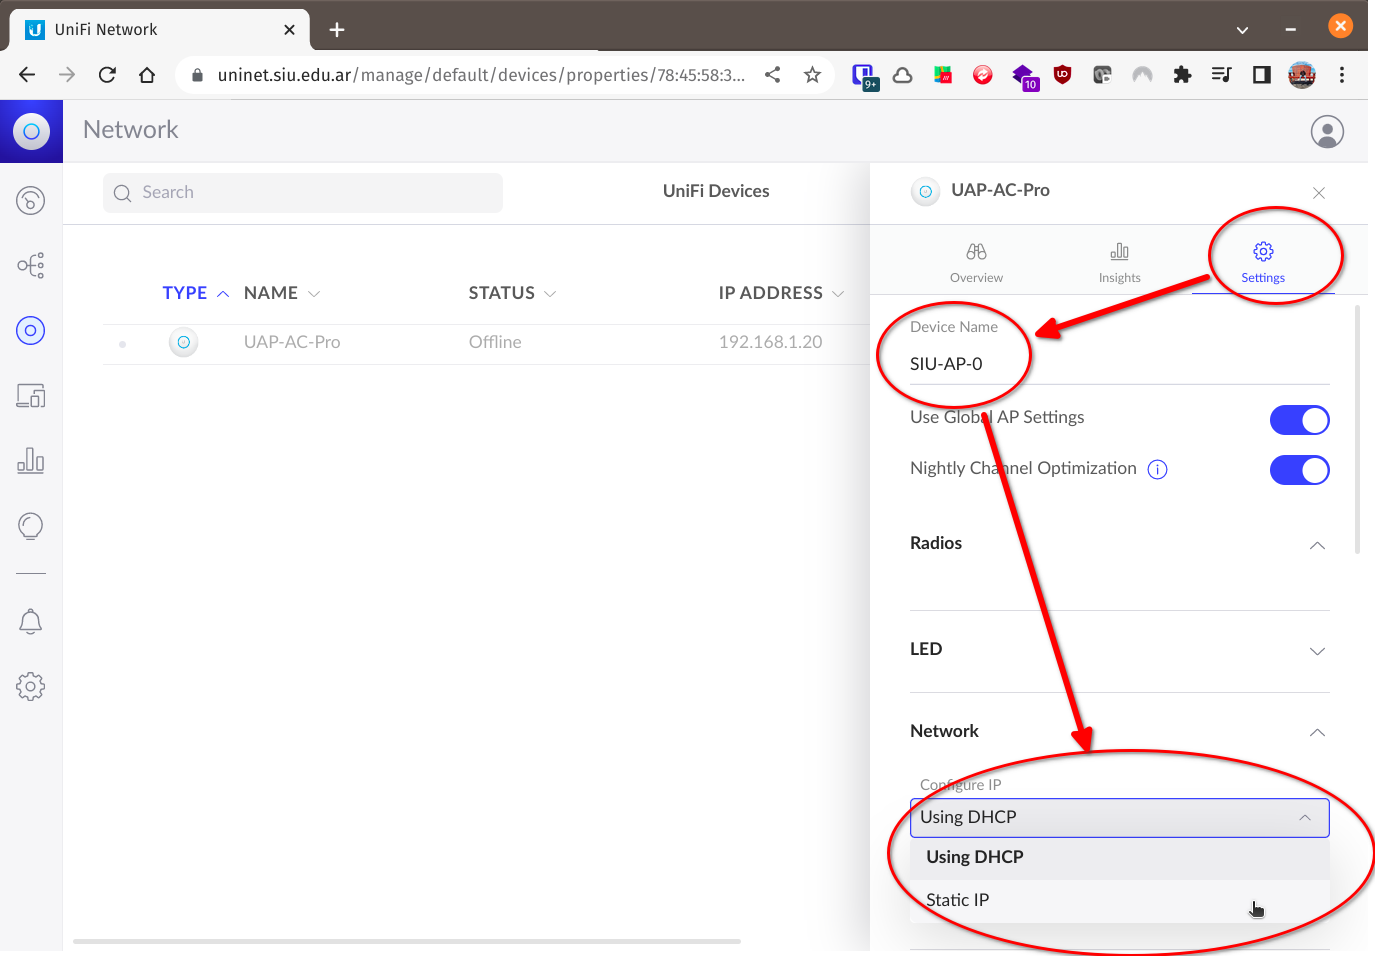 UniFi Network
uninet.siu.edu.ar/manage/default/devices/properties/78:45:58:3...
9+
10
Network
Search
UniFi Devices
UAP-AC-Pro
Overview
Insights
Settings
TYPE NAME STATUS IP ADDRESS
UAP-AC-Pro Offline 192.168.1.20
Device Name
SIU-AP-0
Use Global AP Settings
Nightly Channel Optimization
Radios
LED
Network
Configure IP
Using DHCP
Using DHCP
Static IP